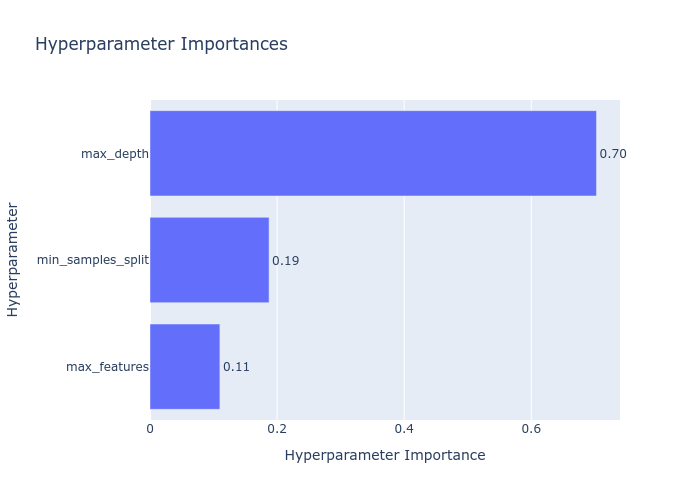 Hyperparameter Importances
Hyperparameter
max_depth
0.70
min_samples_split
0.19
max_features
0.11
0
0.2
0.4
0.6
Hyperparameter Importance